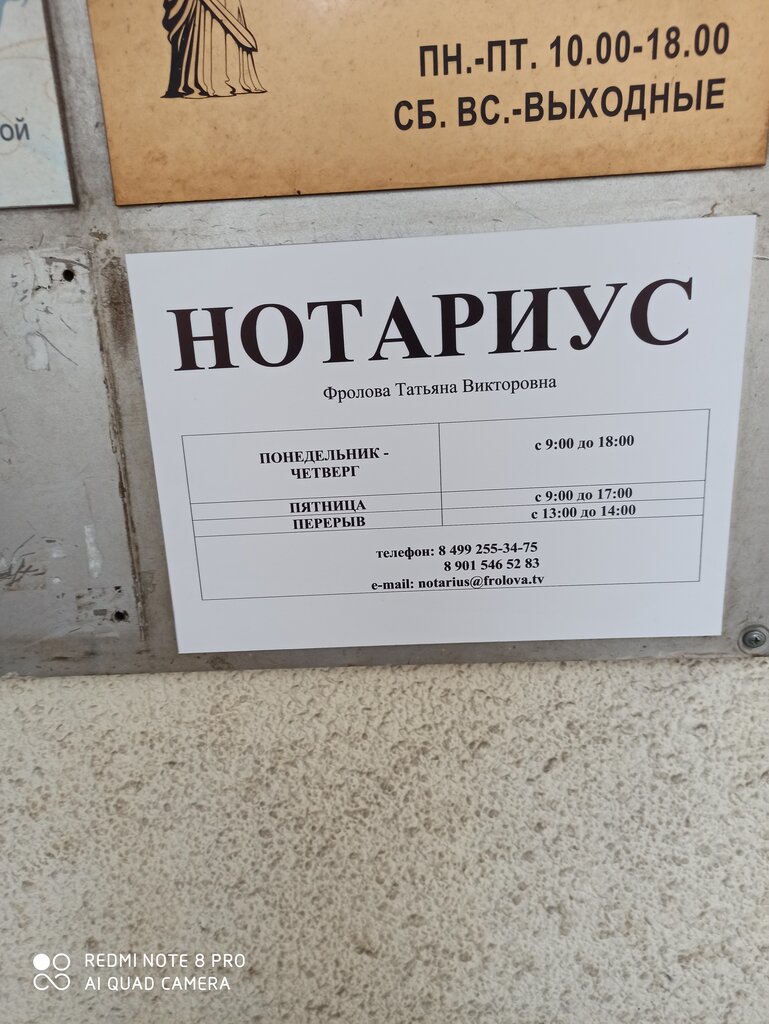 ой
ПН.-ПТ. 10.00-18.00
СБ. ВС.-ВЫХОДНЫЕ
НОТАРИУС
Фролова Татьяна Викторовна
ПОНЕДЕЛЬНИК -
ЧЕТВЕРГ
с 9:00 до 18:00
ПЯТНИЦА
с 9:00 до 17:00
ПЕРЕРЫВ
с 13:00 до 14:00
телефон: 8 499 255-34-75
8 901 546 52 83
e-mail: notarius@frolova.tv
REDMI NOTE 8 PRO
AI QUAD CAMERA